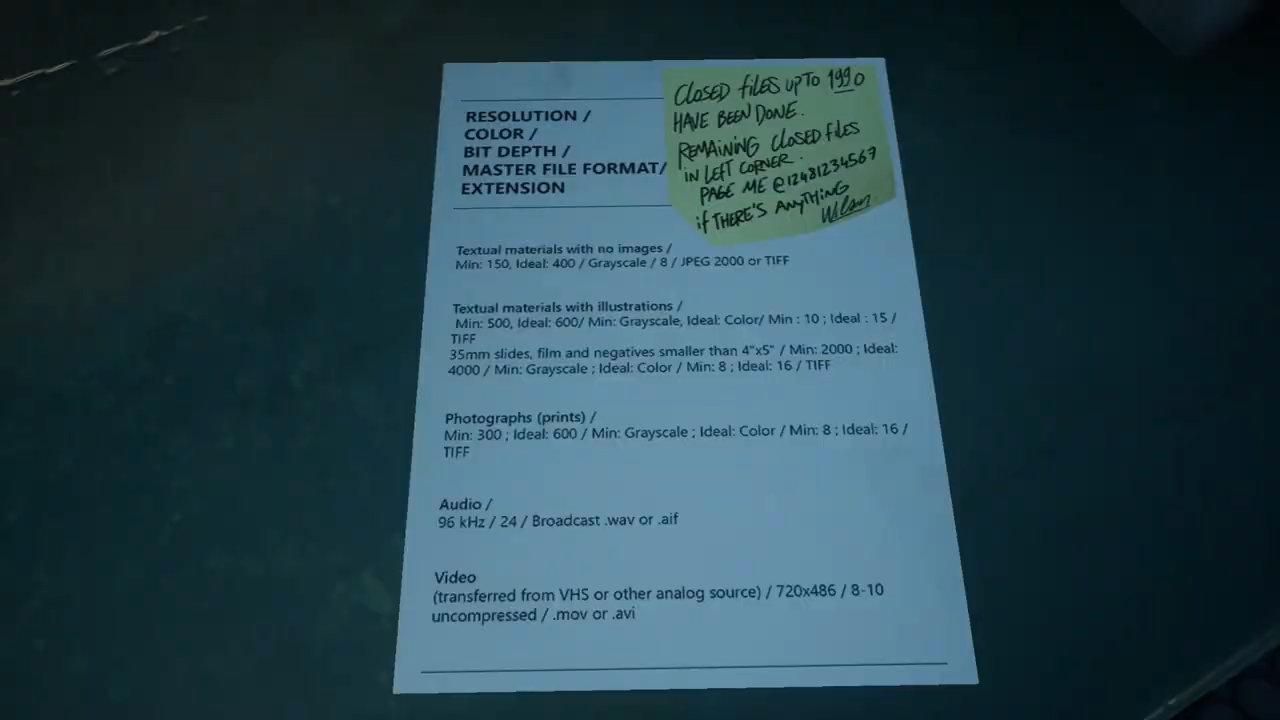 RESOLUTION /
COLOR /
BIT DEPTH /
MASTER FILE FORMAT/
EXTENSION
CLOSED FILES UP TO 1990
HAVE BEEN DONE.
REMAINING CLOSED FILES
IN LEFT CORNER.
PAGE ME @12481234567
if THERE'S ANYTHING
Textual materials with no images /
Min: 150, Ideal: 400 / Grayscale / 8 / JPEG 2000 or TIFF
Textual materials with illustrations /
Min: 500, Ideal: 600/ Min: Grayscale, Ideal: Color/ Min : 10 ; Ideal : 15 /
TIFF
35mm slides, film and negatives smaller than 4"x5" / Min: 2000 ; Ideal:
4000 / Min: Grayscale ; Ideal: Color / Min: 8 ; Ideal: 16 / TIFF
Photographs (prints) /
Min: 300 ; Ideal: 600 / Min: Grayscale ; Ideal: Color / Min: 8 ; Ideal: 16 /
TIFF
Audio /
96 kHz / 24 / Broadcast .wav or .aif
Video
(transferred from VHS or other analog source) / 720x486 / 8-10
uncompressed / .mov or .avi